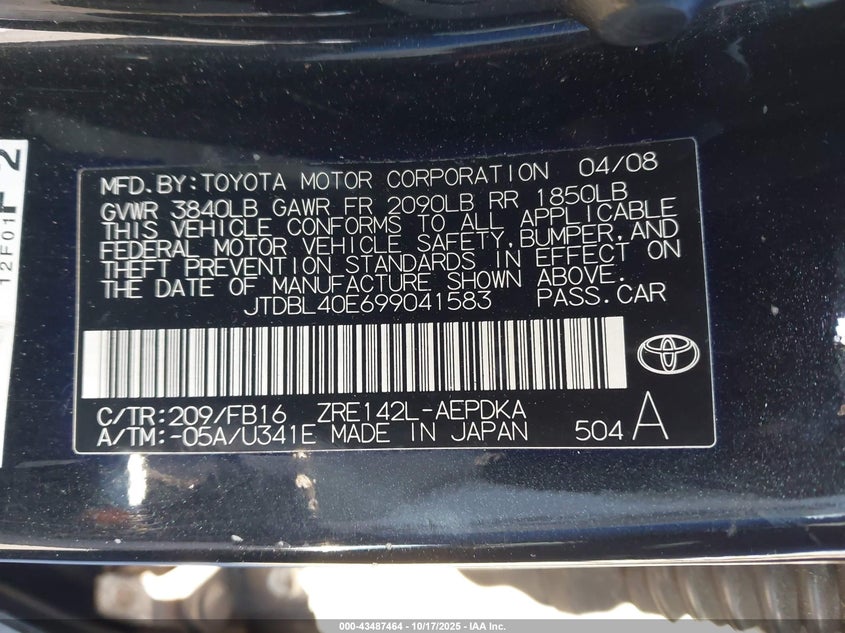 MFD.BY:TOYOTA MOTOR CORPORATION 04/08
GVWR 3840LB GAWR FR 2090LB RR 1850LB
THIS VEHICLE CONFORMS TO ALL APPLICABLE
FEDERAL MOTOR VEHICLE SAFETY,BUMPER,AND
THEFT PREVENTION STANDARDS IN EFFECT ON
THE DATE OF MANUFACTURE SHOWN ABOVE.
JTDBL40E699041583 PASS.CAR
C/TR:209/FB16 ZRE142L-AEPDKA
A/TM:-05A/U341E MADE IN JAPAN 504 A
12F01
F 2
000-43487464 - 10/17/2025 - IAA Inc.